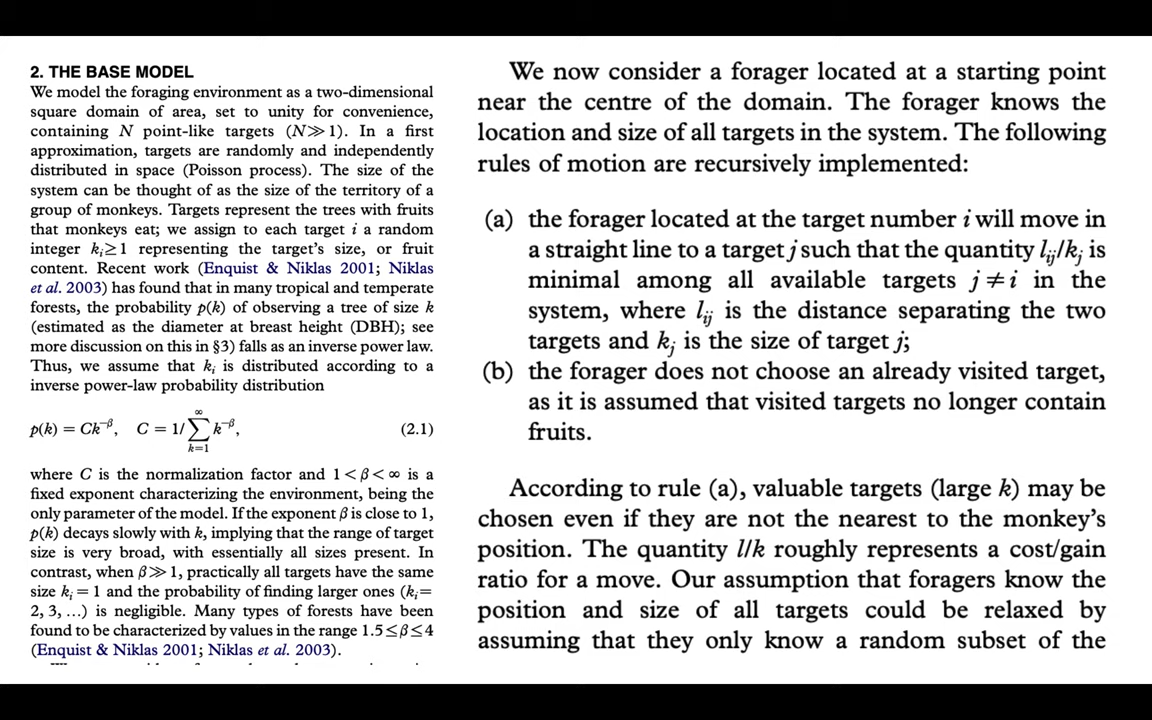 2. THE BASE MODEL
We model the foraging environment as a two-dimensional
square domain of area, set to unity for convenience,
containing N point-like targets (N≫1). In a first
approximation, targets are randomly and independently
distributed in space (Poisson process). The size of the
system can be thought of as the size of the territory of a
group of monkeys. Targets represent the trees with fruits
that monkeys eat; we assign to each target i a random
integer kᵢ≥1 representing the target's size, or fruit
content. Recent work (Enquist & Niklas 2001; Niklas
et al. 2003) has found that in many tropical and temperate
forests, the probability p(k) of observing a tree of size k
(estimated as the diameter at breast height (DBH); see
more discussion on this in §3) falls as an inverse power law.
Thus, we assume that kᵢ is distributed according to a
inverse power-law probability distribution
p(k) = Ck^−β, C = 1/∑_{k=1}^{∞} k^−β, (2.1)
where C is the normalization factor and 1<β<∞ is a
fixed exponent characterizing the environment, being the
only parameter of the model. If the exponent β is close to 1,
p(k) decays slowly with k, implying that the range of target
size is very broad, with essentially all sizes present. In
contrast, when β≫1, practically all targets have the same
size kᵢ=1 and the probability of finding larger ones (kᵢ=
2, 3, …) is negligible. Many types of forests have been
found to be characterized by values in the range 1.5≤β≤4
(Enquist & Niklas 2001; Niklas et al. 2003).
We now consider a forager located at a starting point
near the centre of the domain. The forager knows the
location and size of all targets in the system. The following
rules of motion are recursively implemented:
(a) the forager located at the target number i will move in
a straight line to a target j such that the quantity lᵢⱼ/kⱼ is
minimal among all available targets j≠i in the
system, where lᵢⱼ is the distance separating the two
targets and kⱼ is the size of target j;
(b) the forager does not choose an already visited target,
as it is assumed that visited targets no longer contain
fruits.
According to rule (a), valuable targets (large k) may be
chosen even if they are not the nearest to the monkey's
position. The quantity l/k roughly represents a cost/gain
ratio for a move. Our assumption that foragers know the
position and size of all targets could be relaxed by
assuming that they only know a random subset of the